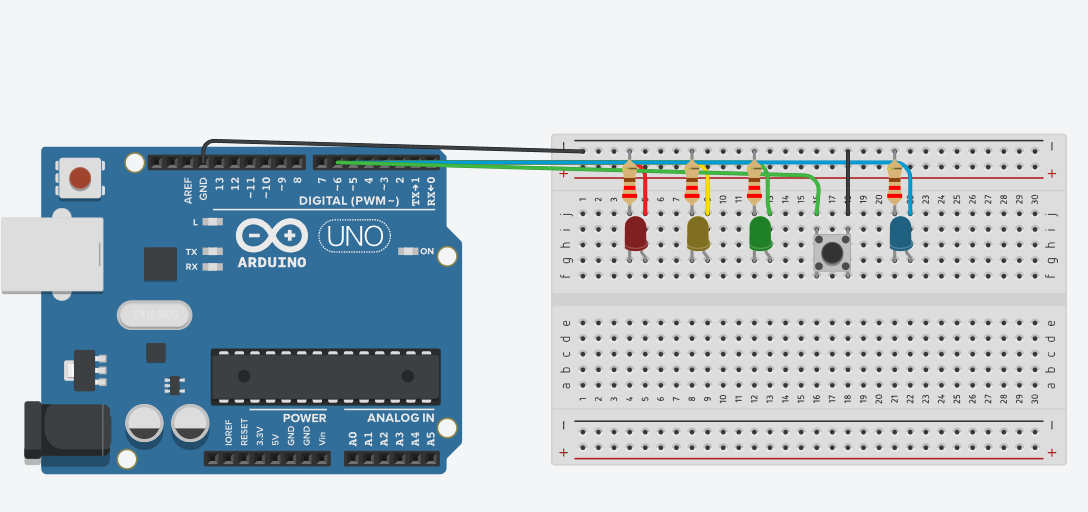 AREF
GND
13
12
~11
~10
~9
8
7
~6
~5
4
~3
2
TX→1
RX←0
DIGITAL (PWM ~)
L
TX
RX
UNO
ON
ARDUINO
POWER
ANALOG IN
IOREF
RESET
3.3V
5V
GND
GND
Vin
A0
A1
A2
A3
A4
A5
− −
+ +
1 2 3 4 5 6 7 8 9 10 11 12 13 14 15 16 17 18 19 20 21 22 23 24 25 26 27 28 29 30
j j
i i
h h
g g
f f
e e
d d
c c
b b
a a
1 2 3 4 5 6 7 8 9 10 11 12 13 14 15 16 17 18 19 20 21 22 23 24 25 26 27 28 29 30
− −
+ +